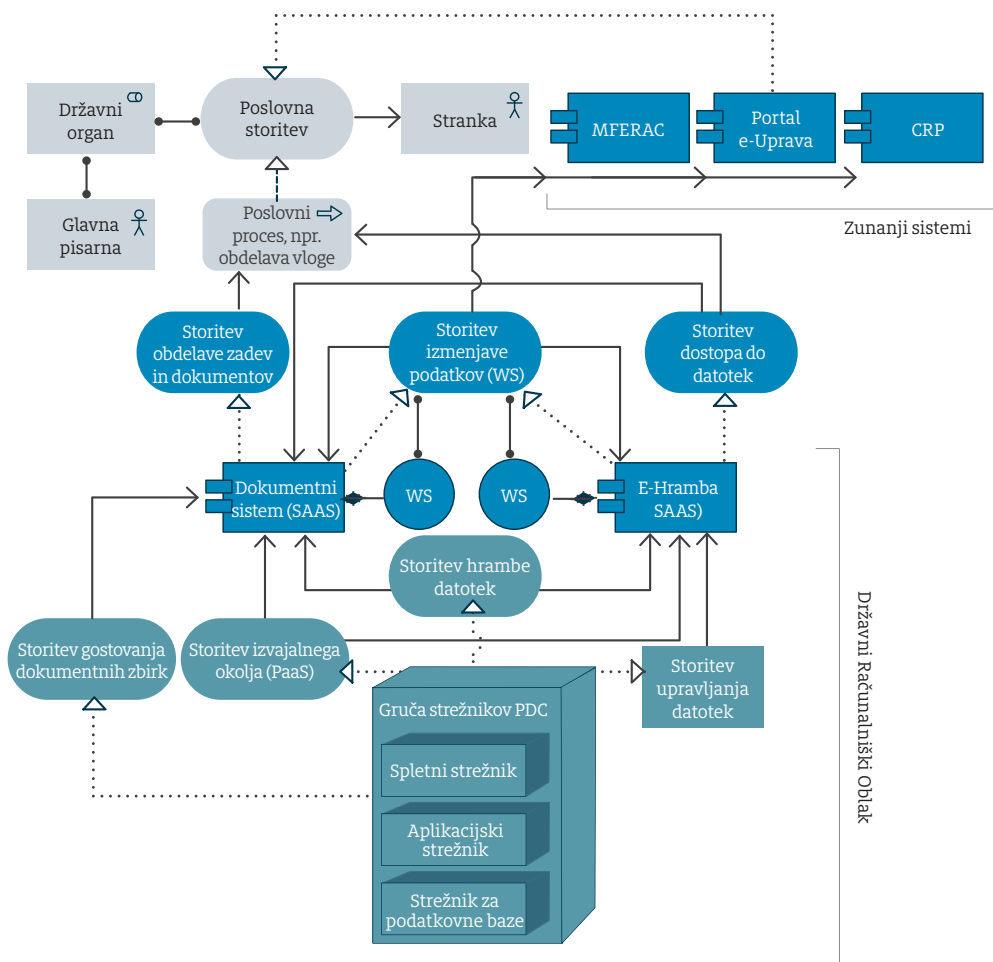 Državni
organ
Poslovna
storitev
Stranka
MFERAC
Portal
e-Uprava
CRP
Glavna
pisarna
Poslovni
proces, npr.
obdelava vloge
Zunanji sistemi
Storitev
obdelave zadev
in dokumentov
Storitev
izmenjave
podatkov (WS)
Storitev
dostopa do
datotek
Dokumentni
sistem (SAAS)
WS
WS
E-Hramba
SAAS)
Storitev hrambe
datotek
Storitev gostovanja
dokumentnih zbirk
Storitev izvajalnega
okolja (PaaS)
Storitev
upravljanja
datotek
Gruča strežnikov PDC
Spletni strežnik
Aplikacijski
strežnik
Strežnik za
podatkovne baze
Državni Računalniški Oblak